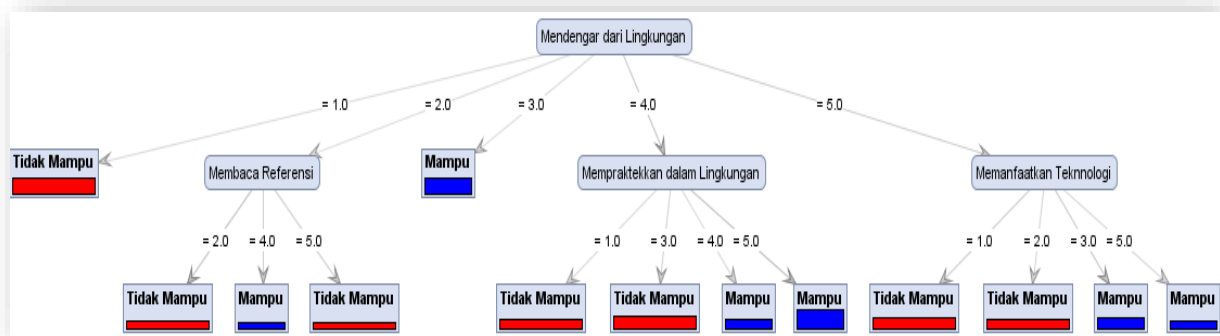 Mendengar dari Lingkungan
= 1.0
= 2.0
= 3.0
= 4.0
= 5.0
Tidak Mampu
Membaca Referensi
Mampu
Mempraktekkan dalam Lingkungan
Memanfaatkan Teknnologi
= 2.0
= 4.0
= 5.0
= 1.0
= 3.0
= 4.0
= 5.0
= 1.0
= 2.0
= 3.0
= 5.0
Tidak Mampu
Mampu
Tidak Mampu
Tidak Mampu
Tidak Mampu
Mampu
Mampu
Tidak Mampu
Tidak Mampu
Mampu
Mampu